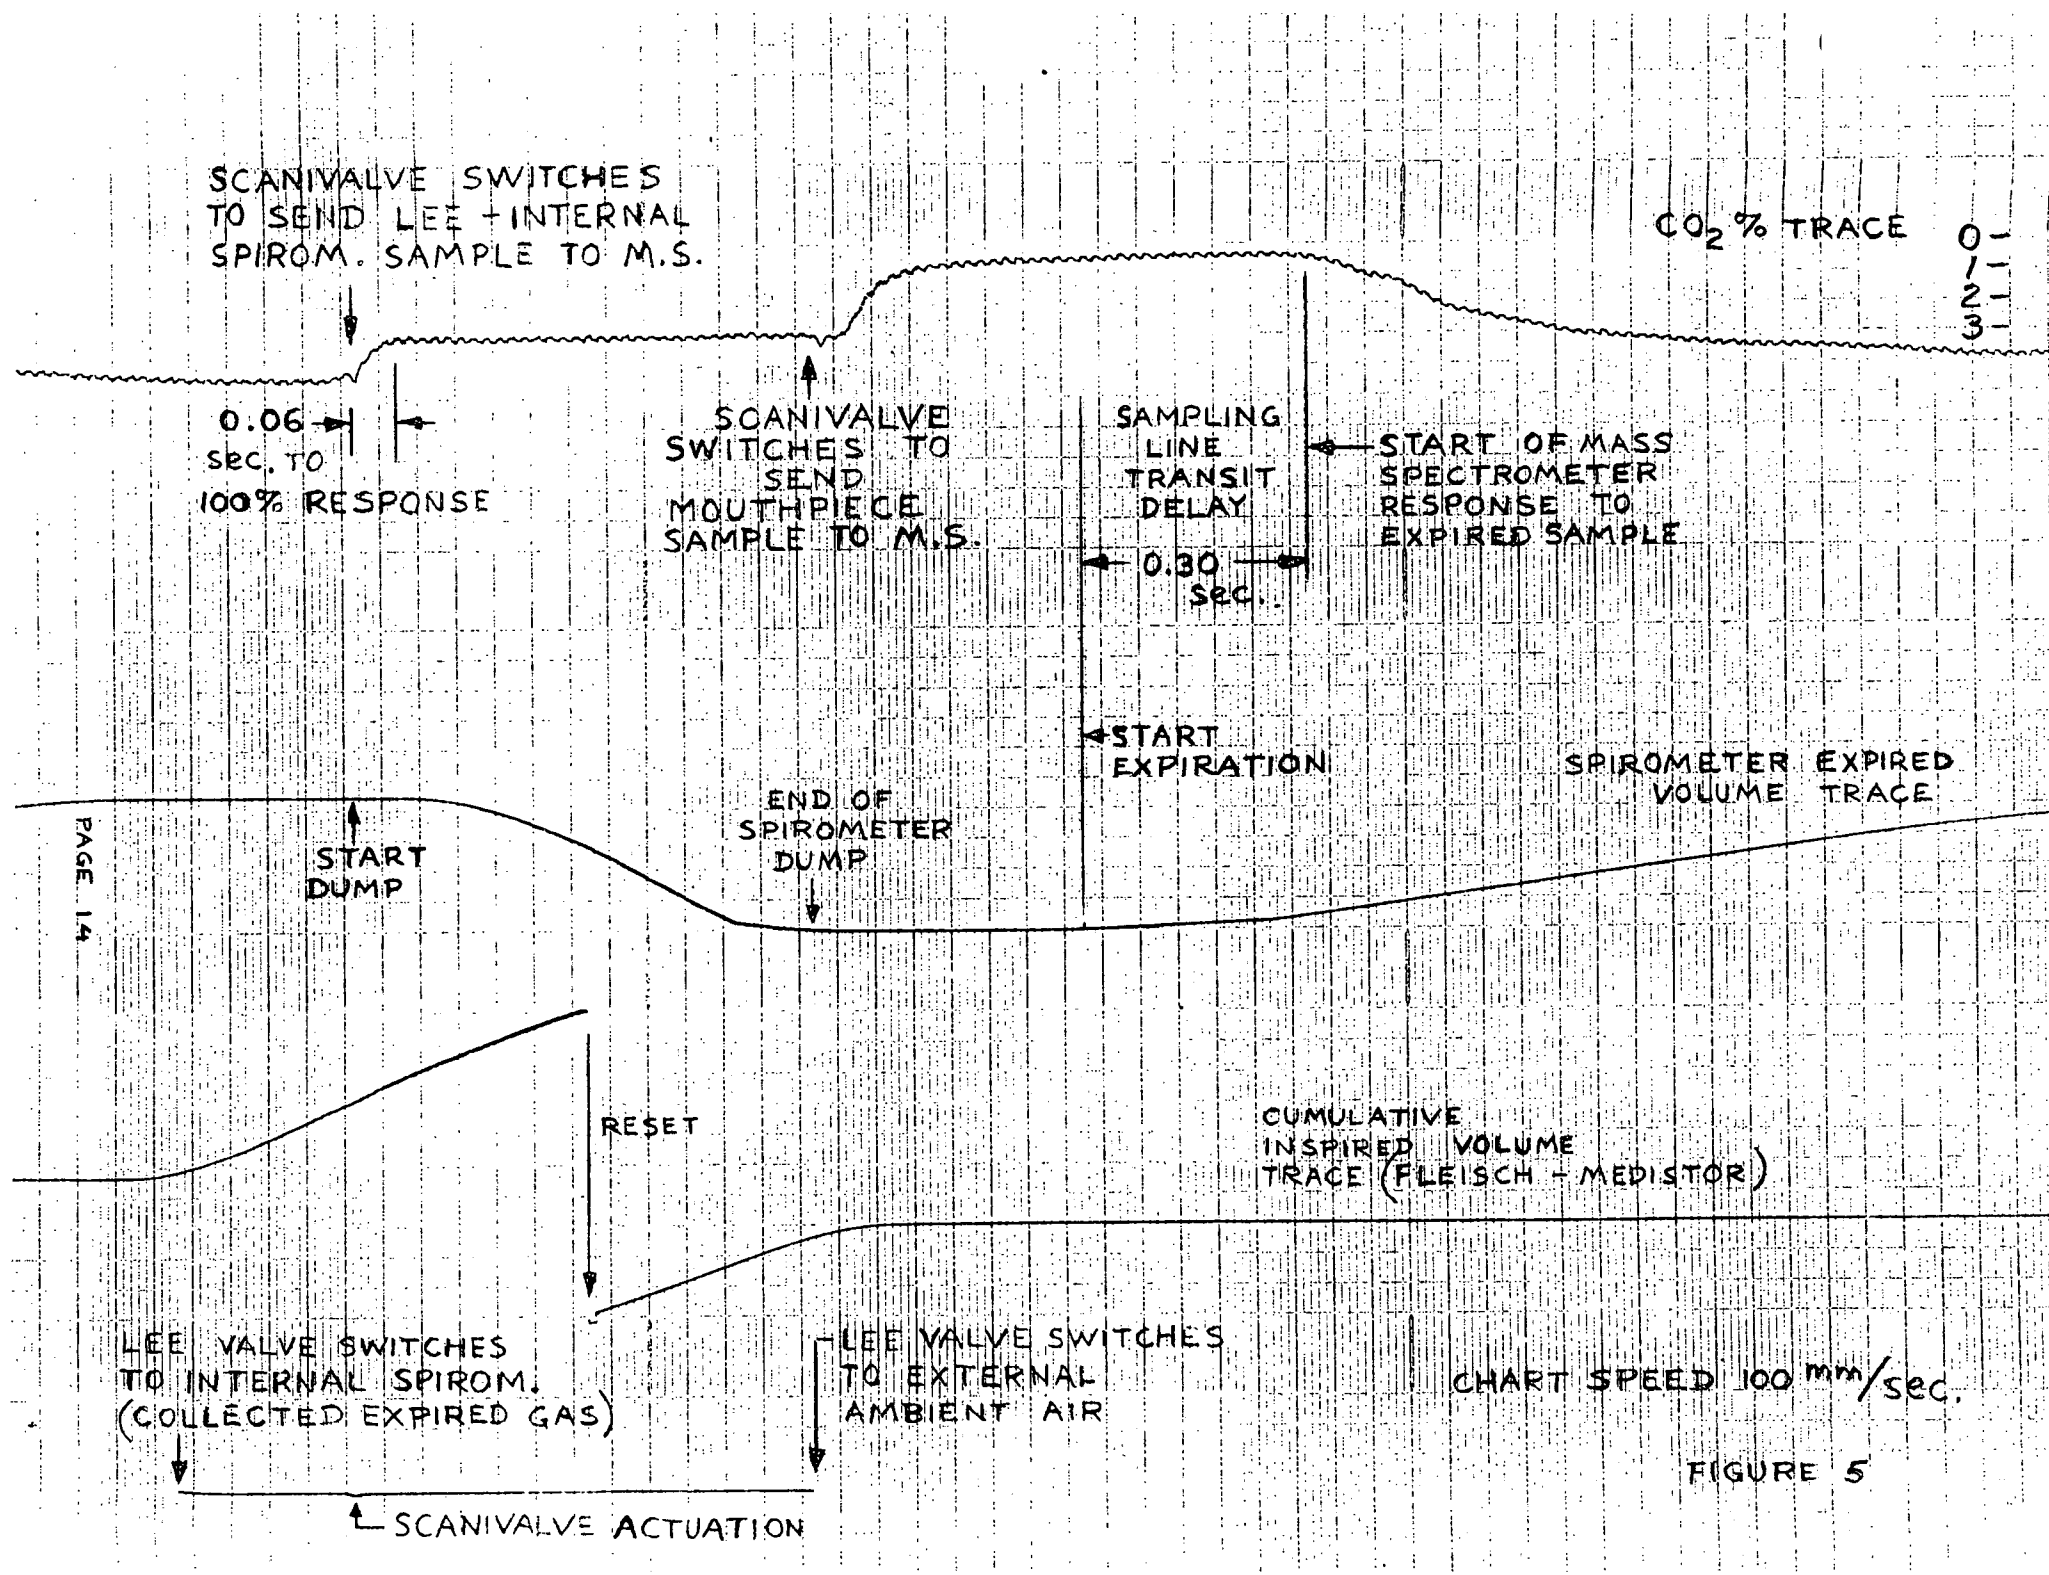 SCANIVALVE SWITCHES
TO SEND LEE - INTERNAL
SPIROM. SAMPLE TO M.S.
CO2 % TRACE
0-
1-
2-
3-
0.06
sec. TO
100% RESPONSE
SCANIVALVE
SWITCHES TO
SEND
MOUTHPIECE
SAMPLE TO M.S.
SAMPLING
LINE
TRANSIT
DELAY
0.30
sec.
START OF MASS
SPECTROMETER
RESPONSE TO
EXPIRED SAMPLE
START
EXPIRATION
SPIROMETER EXPIRED
VOLUME TRACE
END OF
SPIROMETER
DUMP
START
DUMP
PAGE 14
RESET
CUMULATIVE
INSPIRED VOLUME
TRACE (FLEISCH - MEDISTOR)
LEE VALVE SWITCHES
TO INTERNAL SPIROM.
(COLLECTED EXPIRED GAS)
LEE VALVE SWITCHES
TO EXTERNAL
AMBIENT AIR
CHART SPEED 100 mm/sec.
FIGURE 5
SCANIVALVE ACTUATION